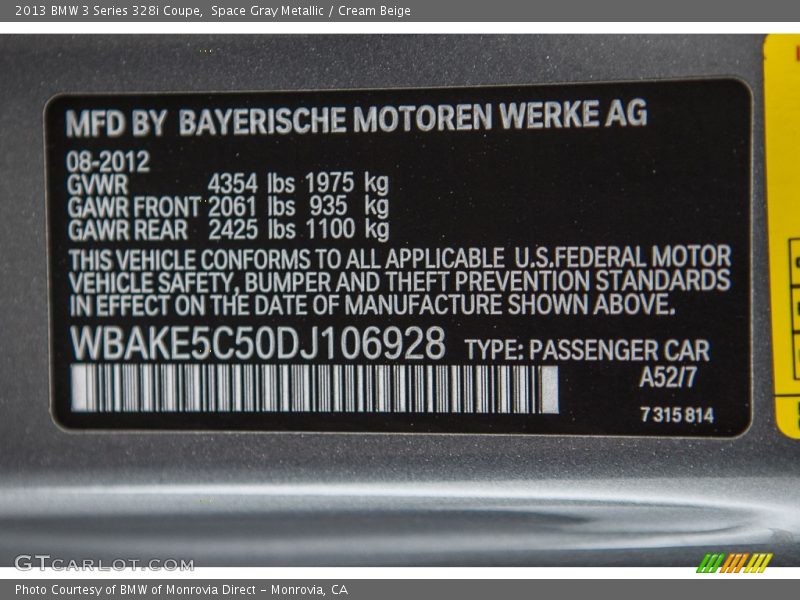 2013 BMW 3 Series 328i Coupe, Space Gray Metallic / Cream Beige
MFD BY BAYERISCHE MOTOREN WERKE AG
08-2012
GVWR 4354 lbs 1975 kg
GAWR FRONT 2061 lbs 935 kg
GAWR REAR 2425 lbs 1100 kg
THIS VEHICLE CONFORMS TO ALL APPLICABLE U.S.FEDERAL MOTOR
VEHICLE SAFETY, BUMPER AND THEFT PREVENTION STANDARDS
IN EFFECT ON THE DATE OF MANUFACTURE SHOWN ABOVE.
WBAKE5C50DJ106928 TYPE: PASSENGER CAR
A52/7
7 315 814
GTCARLOT.COM
Photo Courtesy of BMW of Monrovia Direct - Monrovia, CA